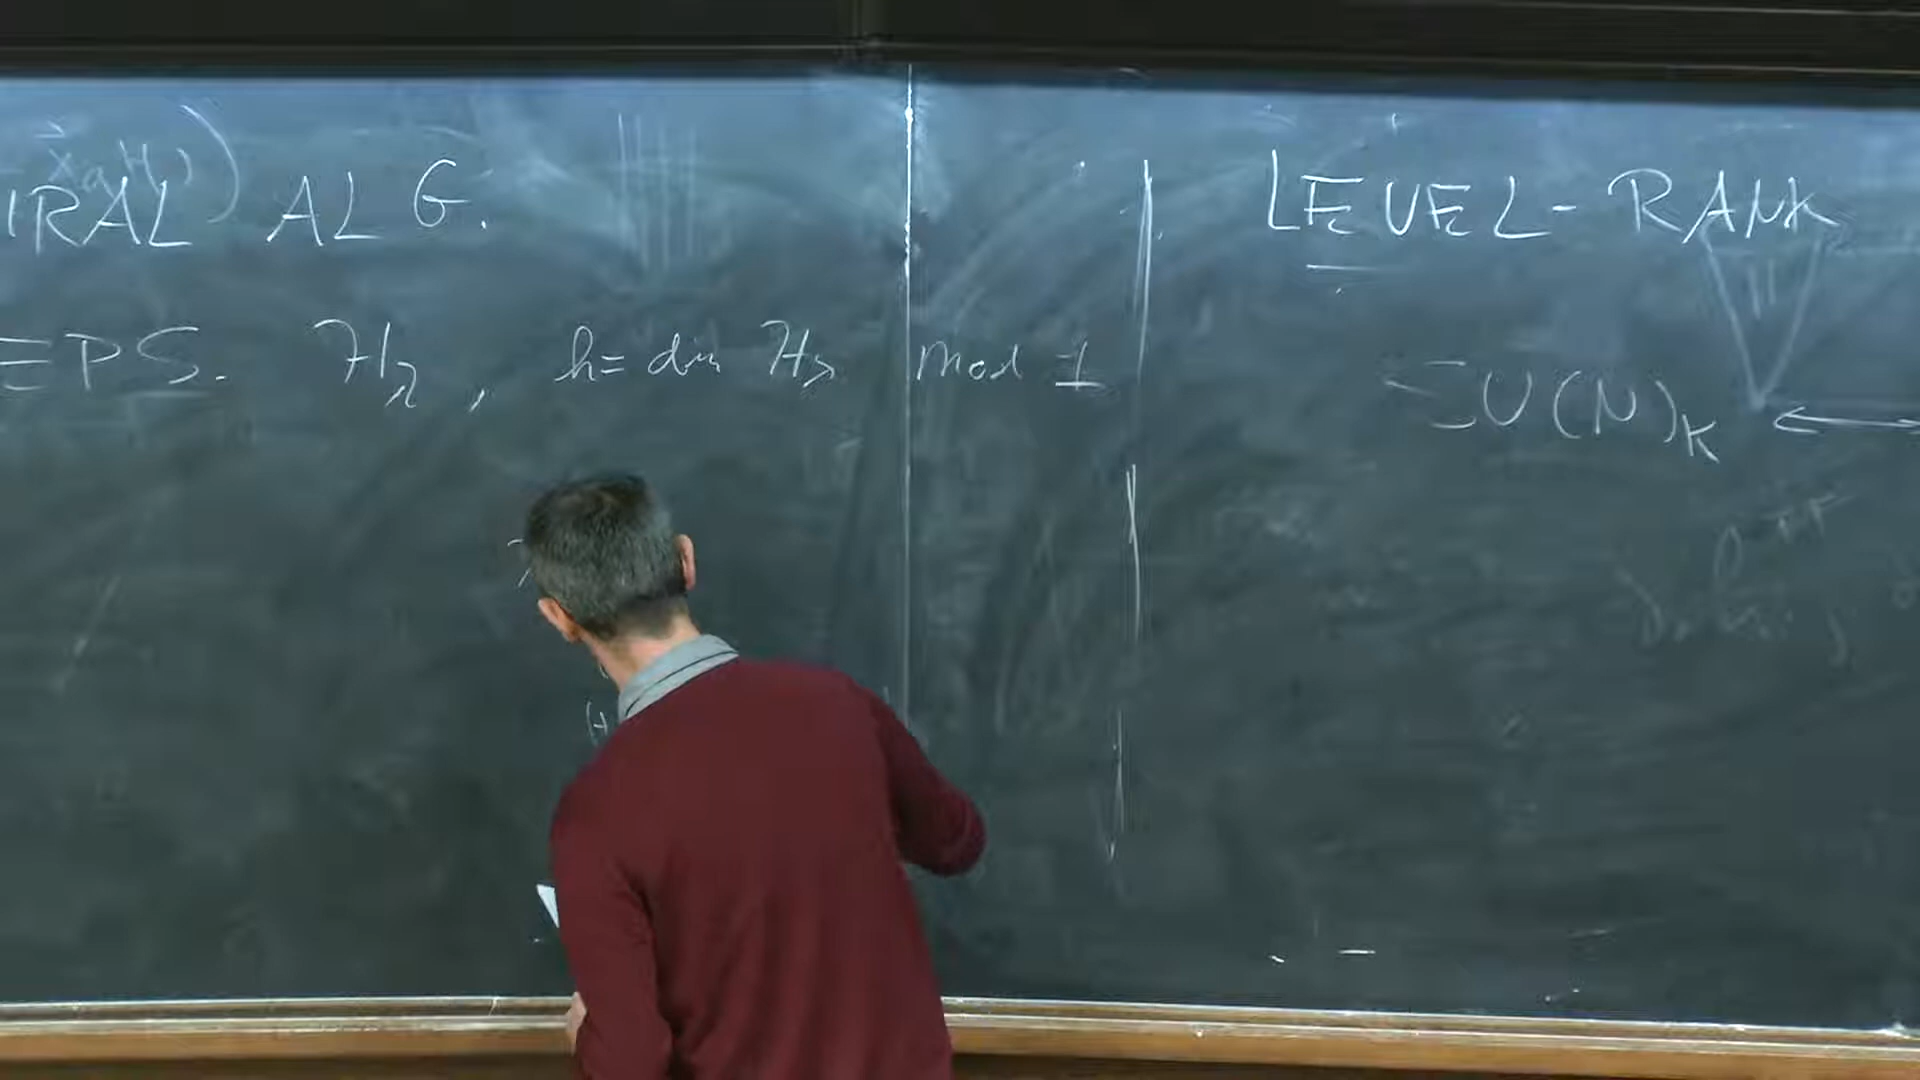 IRAL ALG.
EPS. H_λ , h = dim H_λ mod 1
LEVEL-RANK
SU(N)_K ⟷